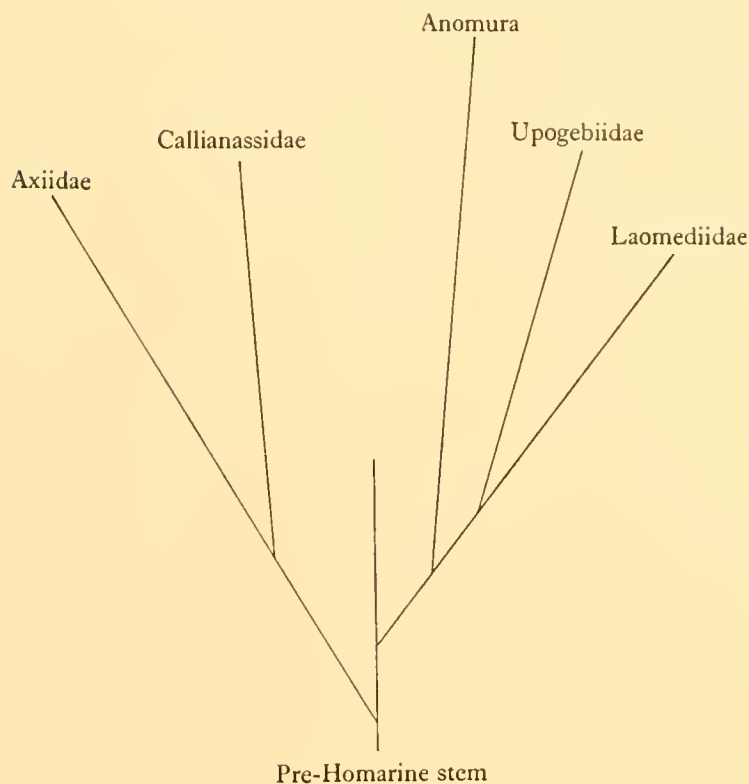 Anomura
Callianassidae
Upogebiidae
Axiidae
Laomediidae
Pre-Homarine stem